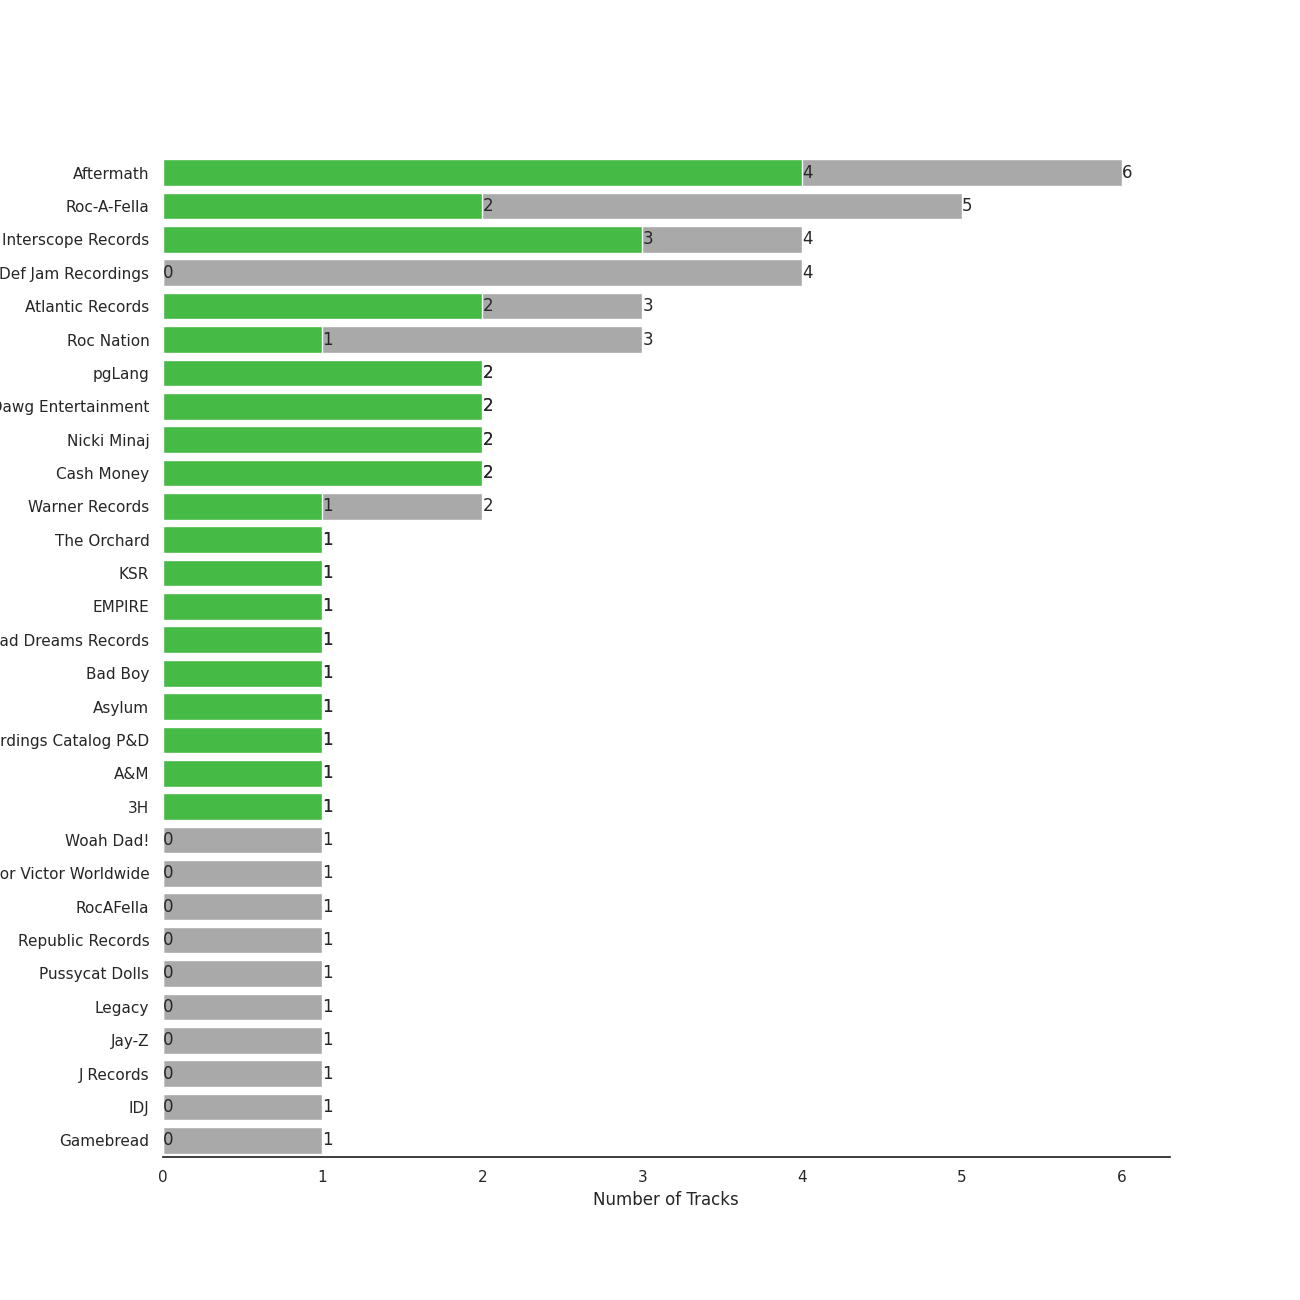 Aftermath 4 6
Roc-A-Fella 2 5
Interscope Records 3 4
Def Jam Recordings 0 4
Atlantic Records 2 3
Roc Nation 1 3
pgLang 2
Dawg Entertainment 2
Nicki Minaj 2
Cash Money 2
Warner Records 1 2
The Orchard 1
KSR 1
EMPIRE 1
ad Dreams Records 1
Bad Boy 1
Asylum 1
rdings Catalog P&D 1
A&M 1
3H 1
Woah Dad! 0 1
or Victor Worldwide 0 1
RocAFella 0 1
Republic Records 0 1
Pussycat Dolls 0 1
Legacy 0 1
Jay-Z 0 1
J Records 0 1
IDJ 0 1
Gamebread 0 1
0 1 2 3 4 5 6
Number of Tracks